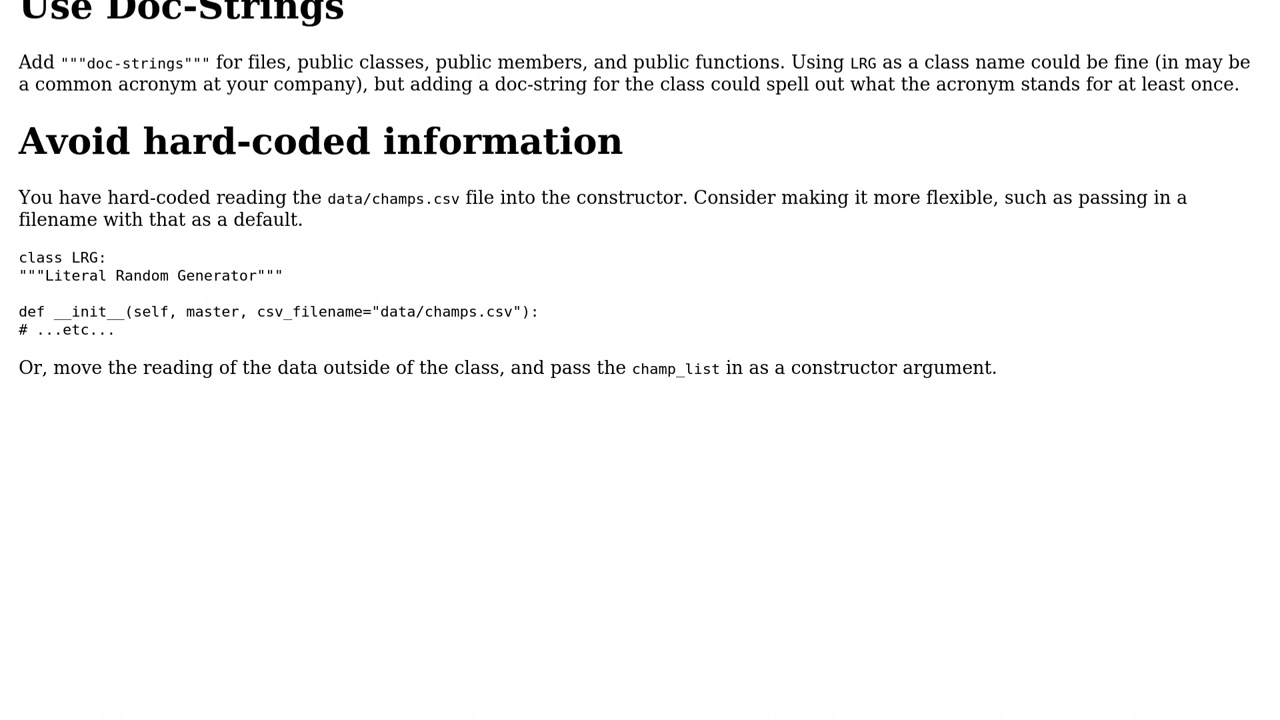 Use Doc-Strings
Add """doc-strings""" for files, public classes, public members, and public functions. Using LRG as a class name could be fine (in may be
a common acronym at your company), but adding a doc-string for the class could spell out what the acronym stands for at least once.
Avoid hard-coded information
You have hard-coded reading the data/champs.csv file into the constructor. Consider making it more flexible, such as passing in a
filename with that as a default.
class LRG:
"""Literal Random Generator"""
def __init__(self, master, csv_filename="data/champs.csv"):
# ...etc...
Or, move the reading of the data outside of the class, and pass the champ_list in as a constructor argument.